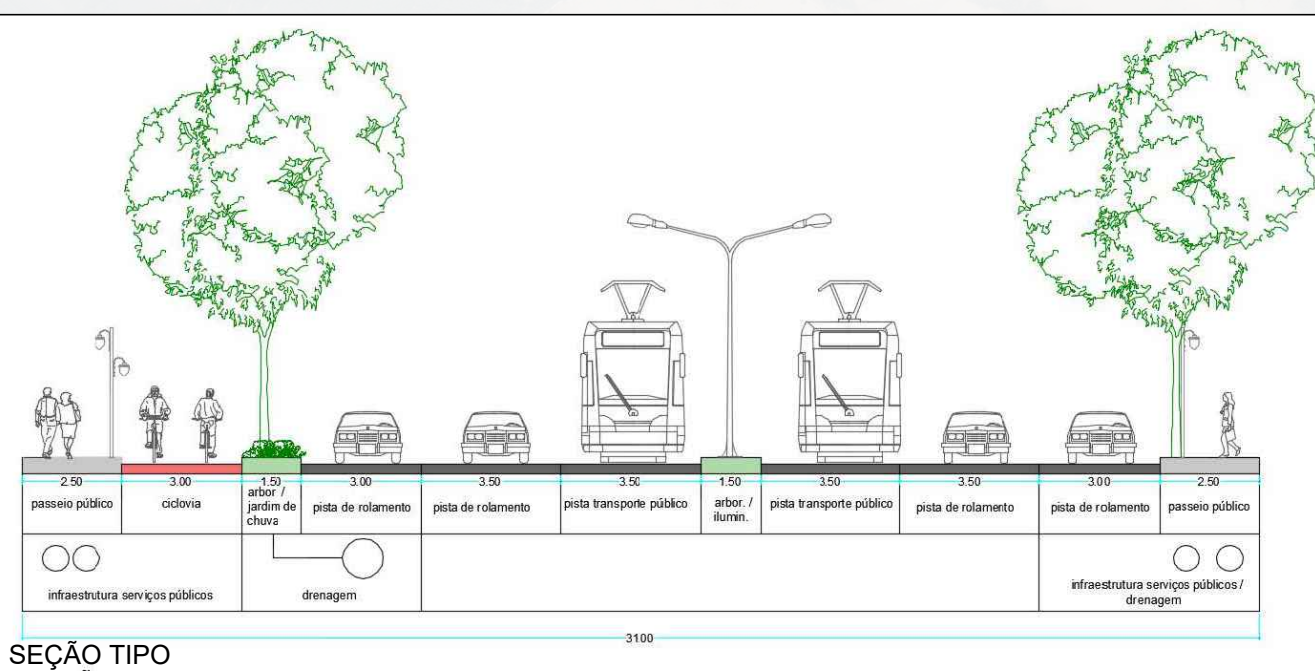 2.50
3.00
1.50
3.00
3.50
3.50
1.50
3.50
3.50
3.00
2.50
passeio público
ciclovia
arbor /
jardim de
chuva
pista de rolamento
pista de rolamento
pista transporte público
arbor. /
ilumin.
pista transporte público
pista de rolamento
pista de rolamento
passeio público
infraestrutura serviços públicos
drenagem
infraestrutura serviços públicos /
drenagem
3100
SEÇÃO TIPO